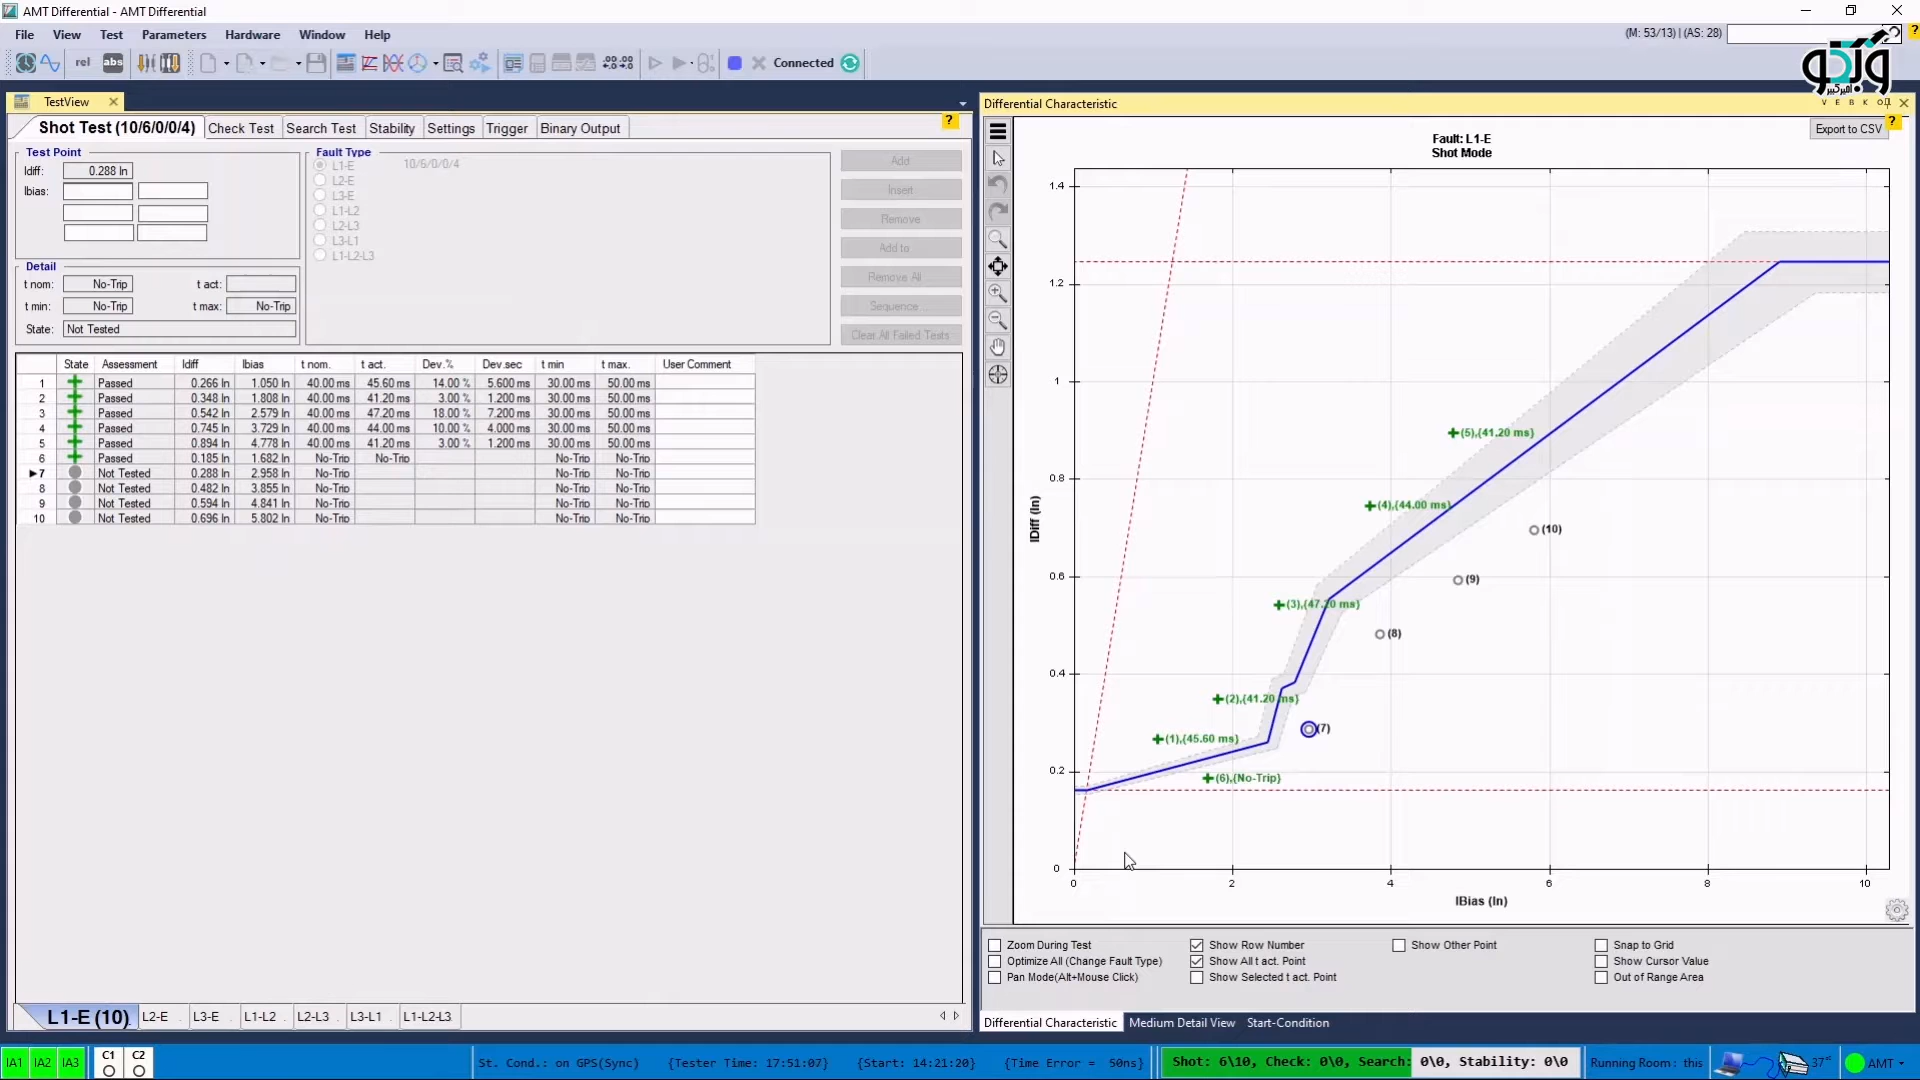 AMT Differential - AMT Differential
File View Test Parameters Hardware Window Help
(M: 53/13) | (AS: 28)
rel abs Connected
وبکو
امیرکبیر
VEBKO
TestView
Shot Test (10/6/0/0/4) Check Test Search Test Stability Settings Trigger Binary Output
Test Point
Idiff: 0.288 In
Ibias:
Fault Type
L1-E 10/6/0/0/4
L2-E
L3-E
L1-L2
L2-L3
L3-L1
L1-L2-L3
Add
Insert
Remove
Add to
Remove All
Sequence
Clear All Failed Tests
Detail
t nom: No-Trip t act:
t min: No-Trip t max: No-Trip
State: Not Tested
State Assessment Idiff Ibias t nom. t act. Dev.% Dev.sec t min t max. User Comment
1 Passed 0.266 In 1.050 In 40.00 ms 45.60 ms 14.00 % 5.600 ms 30.00 ms 50.00 ms
2 Passed 0.348 In 1.808 In 40.00 ms 41.20 ms 3.00 % 1.200 ms 30.00 ms 50.00 ms
3 Passed 0.542 In 2.579 In 40.00 ms 47.20 ms 18.00 % 7.200 ms 30.00 ms 50.00 ms
4 Passed 0.745 In 3.729 In 40.00 ms 44.00 ms 10.00 % 4.000 ms 30.00 ms 50.00 ms
5 Passed 0.894 In 4.778 In 40.00 ms 41.20 ms 3.00 % 1.200 ms 30.00 ms 50.00 ms
6 Passed 0.185 In 1.682 In No-Trip No-Trip No-Trip No-Trip
7 Not Tested 0.288 In 2.958 In No-Trip No-Trip No-Trip
8 Not Tested 0.482 In 3.855 In No-Trip No-Trip No-Trip
9 Not Tested 0.594 In 4.841 In No-Trip No-Trip No-Trip
10 Not Tested 0.696 In 5.802 In No-Trip No-Trip No-Trip
L1-E (10) L2-E L3-E L1-L2 L2-L3 L3-L1 L1-L2-L3
Differential Characteristic
Export to CSV
Fault: L1-E
Shot Mode
1.4
1.2
1
0.8
0.6
0.4
0.2
0
IDiff (In)
(5),(41.20 ms)
(4),(44.00 ms)
(10)
(9)
(3),(47.20 ms)
(8)
(2),(41.20 ms)
(7)
(1),(45.60 ms)
(6),(No-Trip)
0 2 4 6 8 10
IBias (In)
Zoom During Test Show Row Number Show Other Point Snap to Grid
Optimize All (Change Fault Type) Show All t act. Point Show Cursor Value
Pan Mode(Alt+Mouse Click) Show Selected t act. Point Out of Range Area
Differential Characteristic Medium Detail View Start-Condition
IA1 IA2 IA3 C1 C2 St. Cond.: on GPS(Sync) (Tester Time: 17:51:07) (Start: 14:21:20) (Time Error = 50ns) Shot: 6\10, Check: 0\0, Search: 0\0, Stability: 0\0 Running Room: this 37° AMT